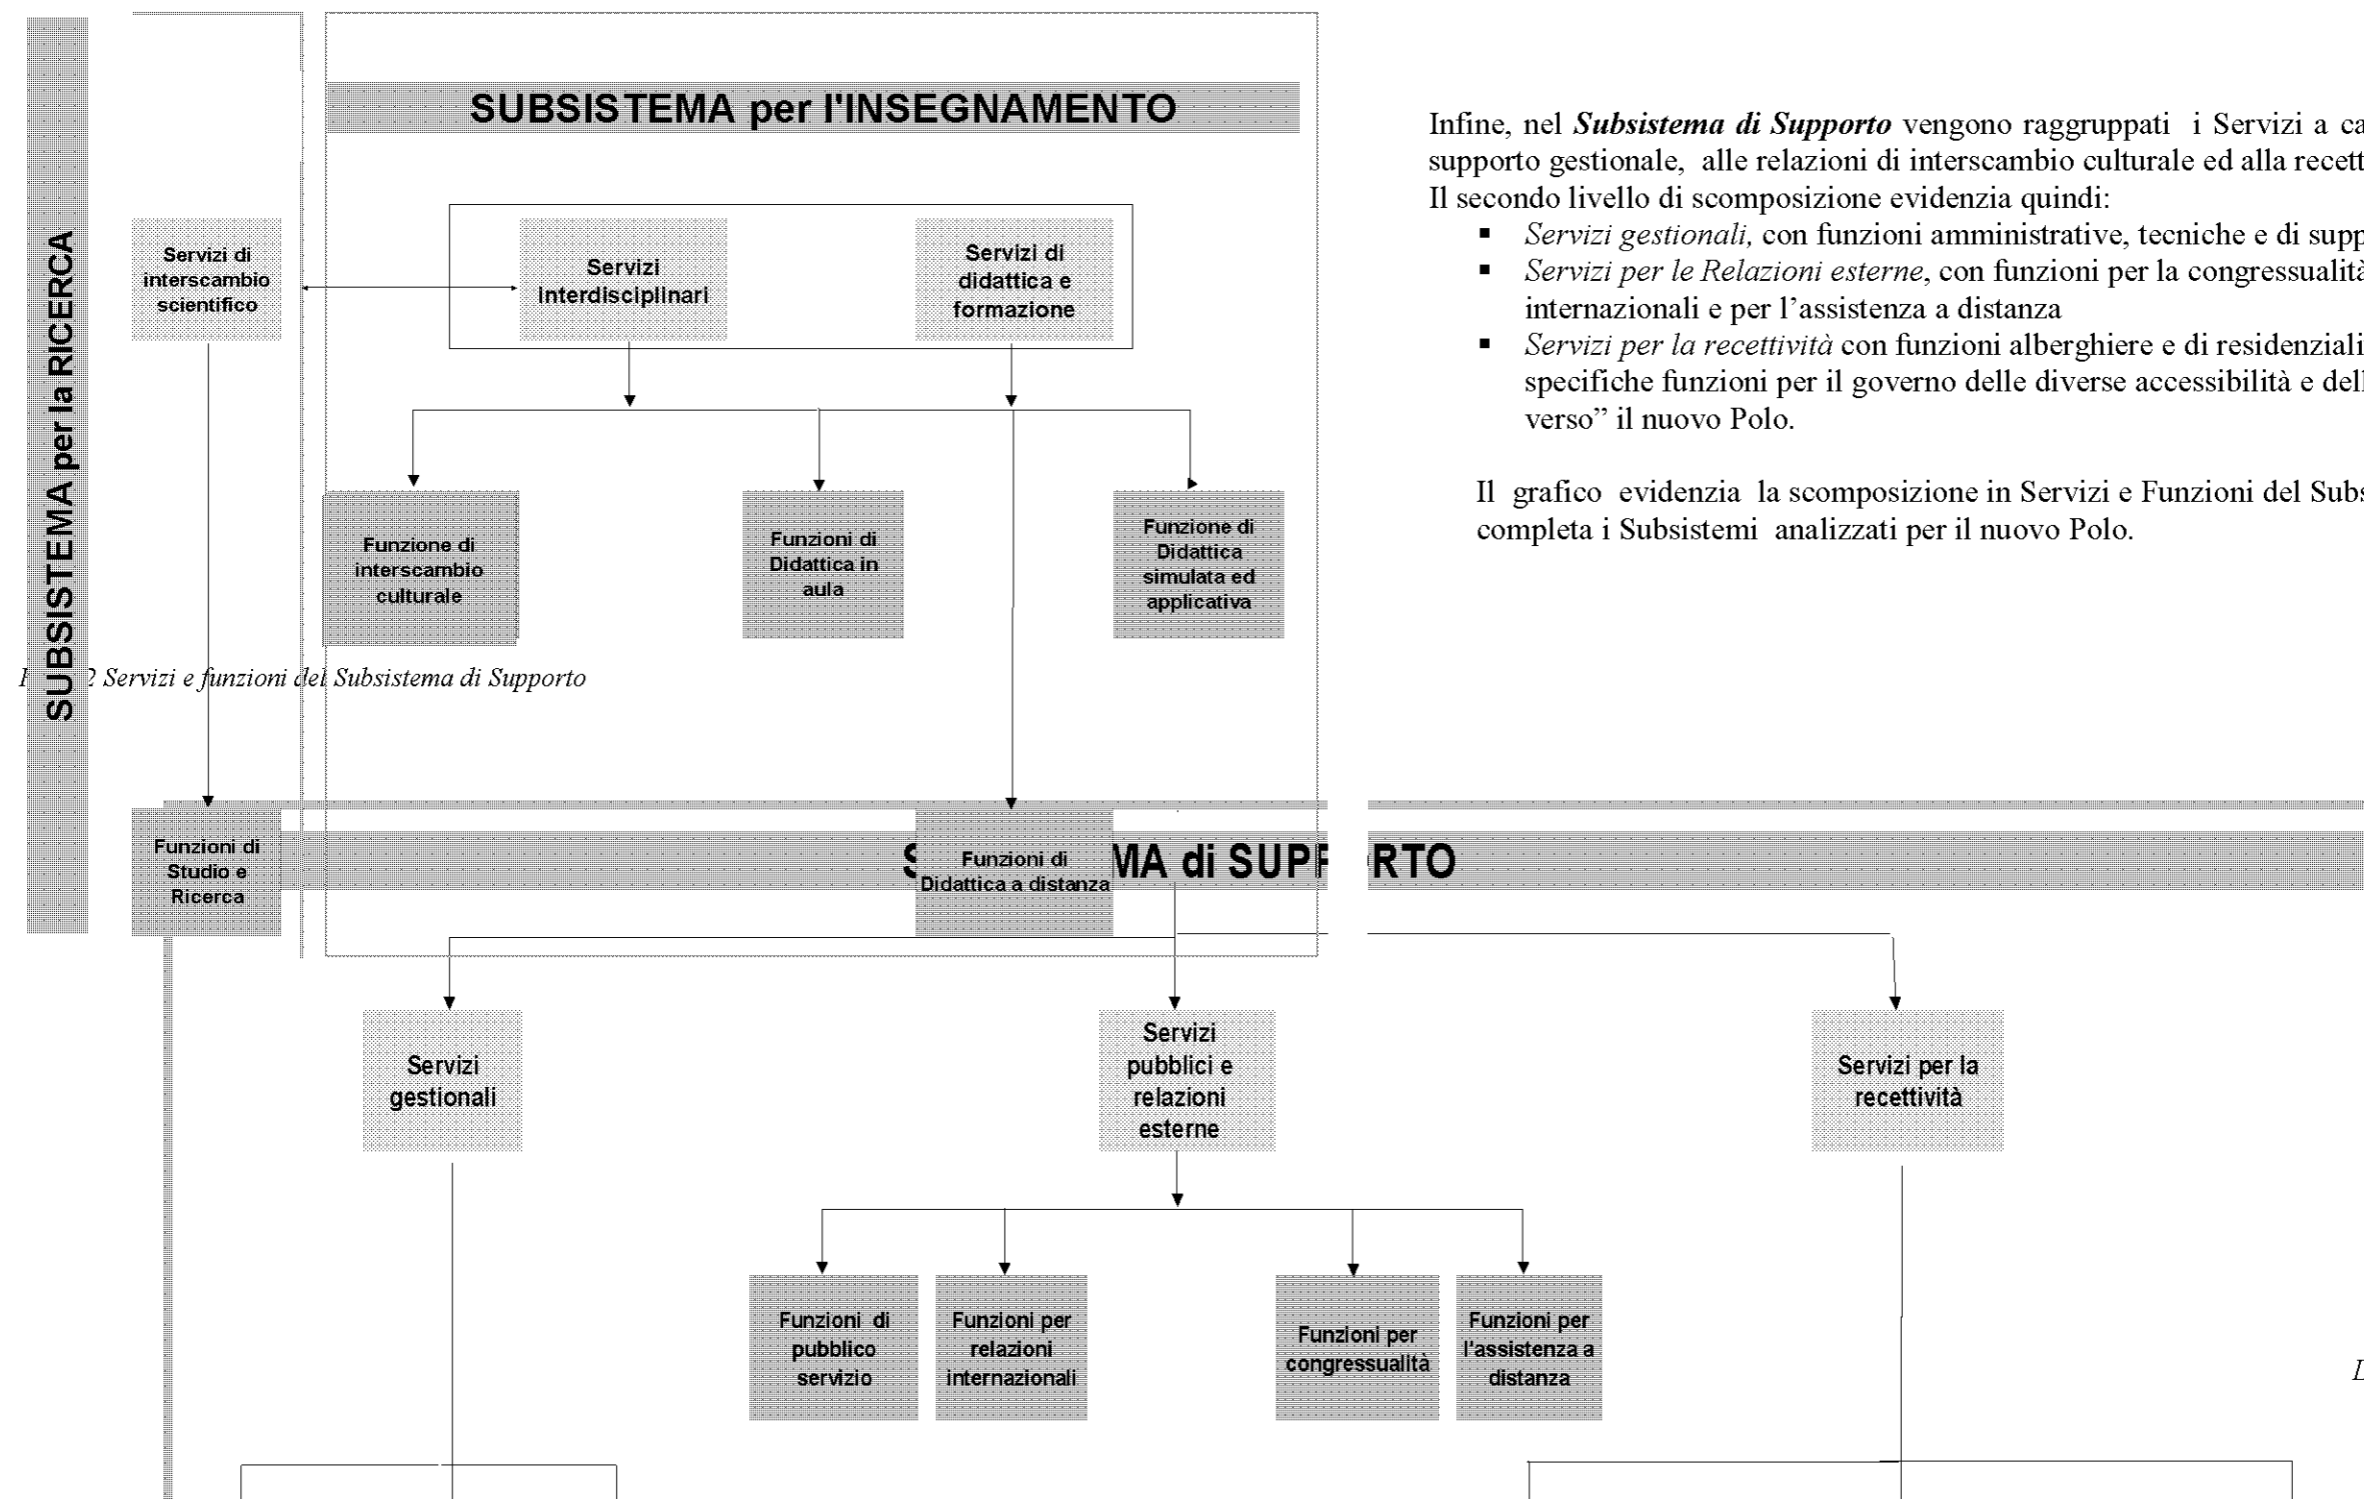 SUBSISTEMA per la RICERCA
SUBSISTEMA per l'INSEGNAMENTO
Servizi di
interscambio
scientifico
Servizi
interdisciplinari
Servizi di
didattica e
formazione
Funzione di
interscambio
culturale
Funzioni di
Didattica in
aula
Funzione di
Didattica
simulata ed
applicativa
2 Servizi e funzioni del Subsistema di Supporto
Infine, nel Subsistema di Supporto vengono raggruppati i Servizi a ca
supporto gestionale, alle relazioni di interscambio culturale ed alla recett
Il secondo livello di scomposizione evidenzia quindi:
▪ Servizi gestionali, con funzioni amministrative, tecniche e di supp
▪ Servizi per le Relazioni esterne, con funzioni per la congressualità
internazionali e per l’assistenza a distanza
▪ Servizi per la recettività con funzioni alberghiere e di residenziali
specifiche funzioni per il governo delle diverse accessibilità e dell
verso” il nuovo Polo.
Il grafico evidenzia la scomposizione in Servizi e Funzioni del Subs
completa i Subsistemi analizzati per il nuovo Polo.
Funzioni di
Studio e
Ricerca
Funzioni di
Didattica a distanza
MA di SUPP RTO
Servizi
gestionali
Servizi
pubblici e
relazioni
esterne
Servizi per la
recettività
Funzioni di
pubblico
servizio
Funzioni per
relazioni
internazionali
Funzioni per
congressualità
Funzioni per
l'assistenza a
distanza